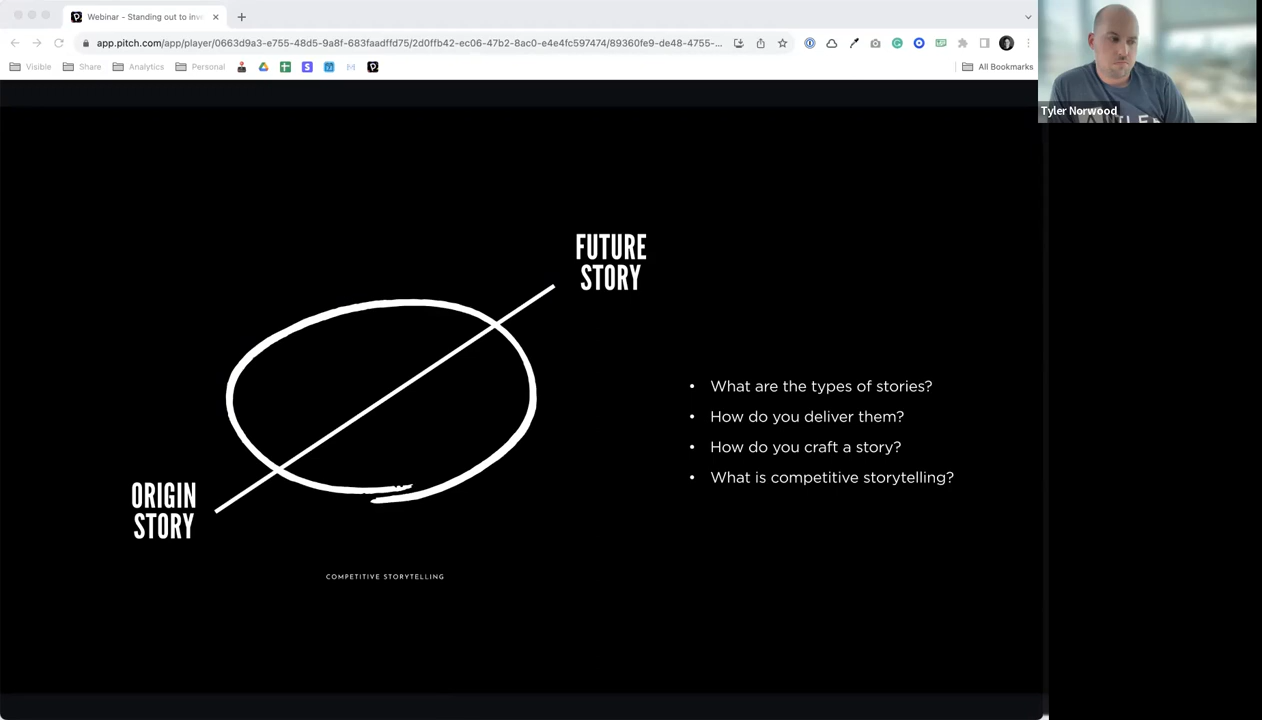 Webinar - Standing out to inv
app.pitch.com/app/player/0663d9a3-e755-48d5-9a8f-683faadffd75/2d0ffb42-ec06-47b2-8ac0-e4e4fc597474/89360fe9-de48-4755-...
Visible
Share
Analytics
Personal
All Bookmarks
Tyler Norwood
FUTURE
STORY
• What are the types of stories?
• How do you deliver them?
• How do you craft a story?
• What is competitive storytelling?
ORIGIN
STORY
COMPETITIVE STORYTELLING